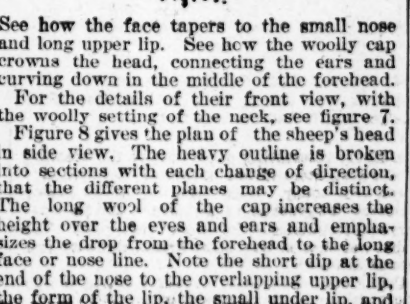 See how the face tapers to the small nose
and long upper lip. See hcw the woolly cap
crowns the head, connecting the ears and
curving down in the middle of the forehead.
For the details of their front view, with
the woolly setting of the neck, see figure 7.
Figure 8 gives the plan of the sheep's head
in side view. The heavy outline is broken
into sections with each change of direction,
that the different planes may be distinct.
The long wool of the cap increases the
height over the eyes and ears and empha-
sizes the drop from the forehead to the long
face or nose line. Note the short dip at the
end of the nose to the overlapping upper lip,
the form of the lip, the small under lip and